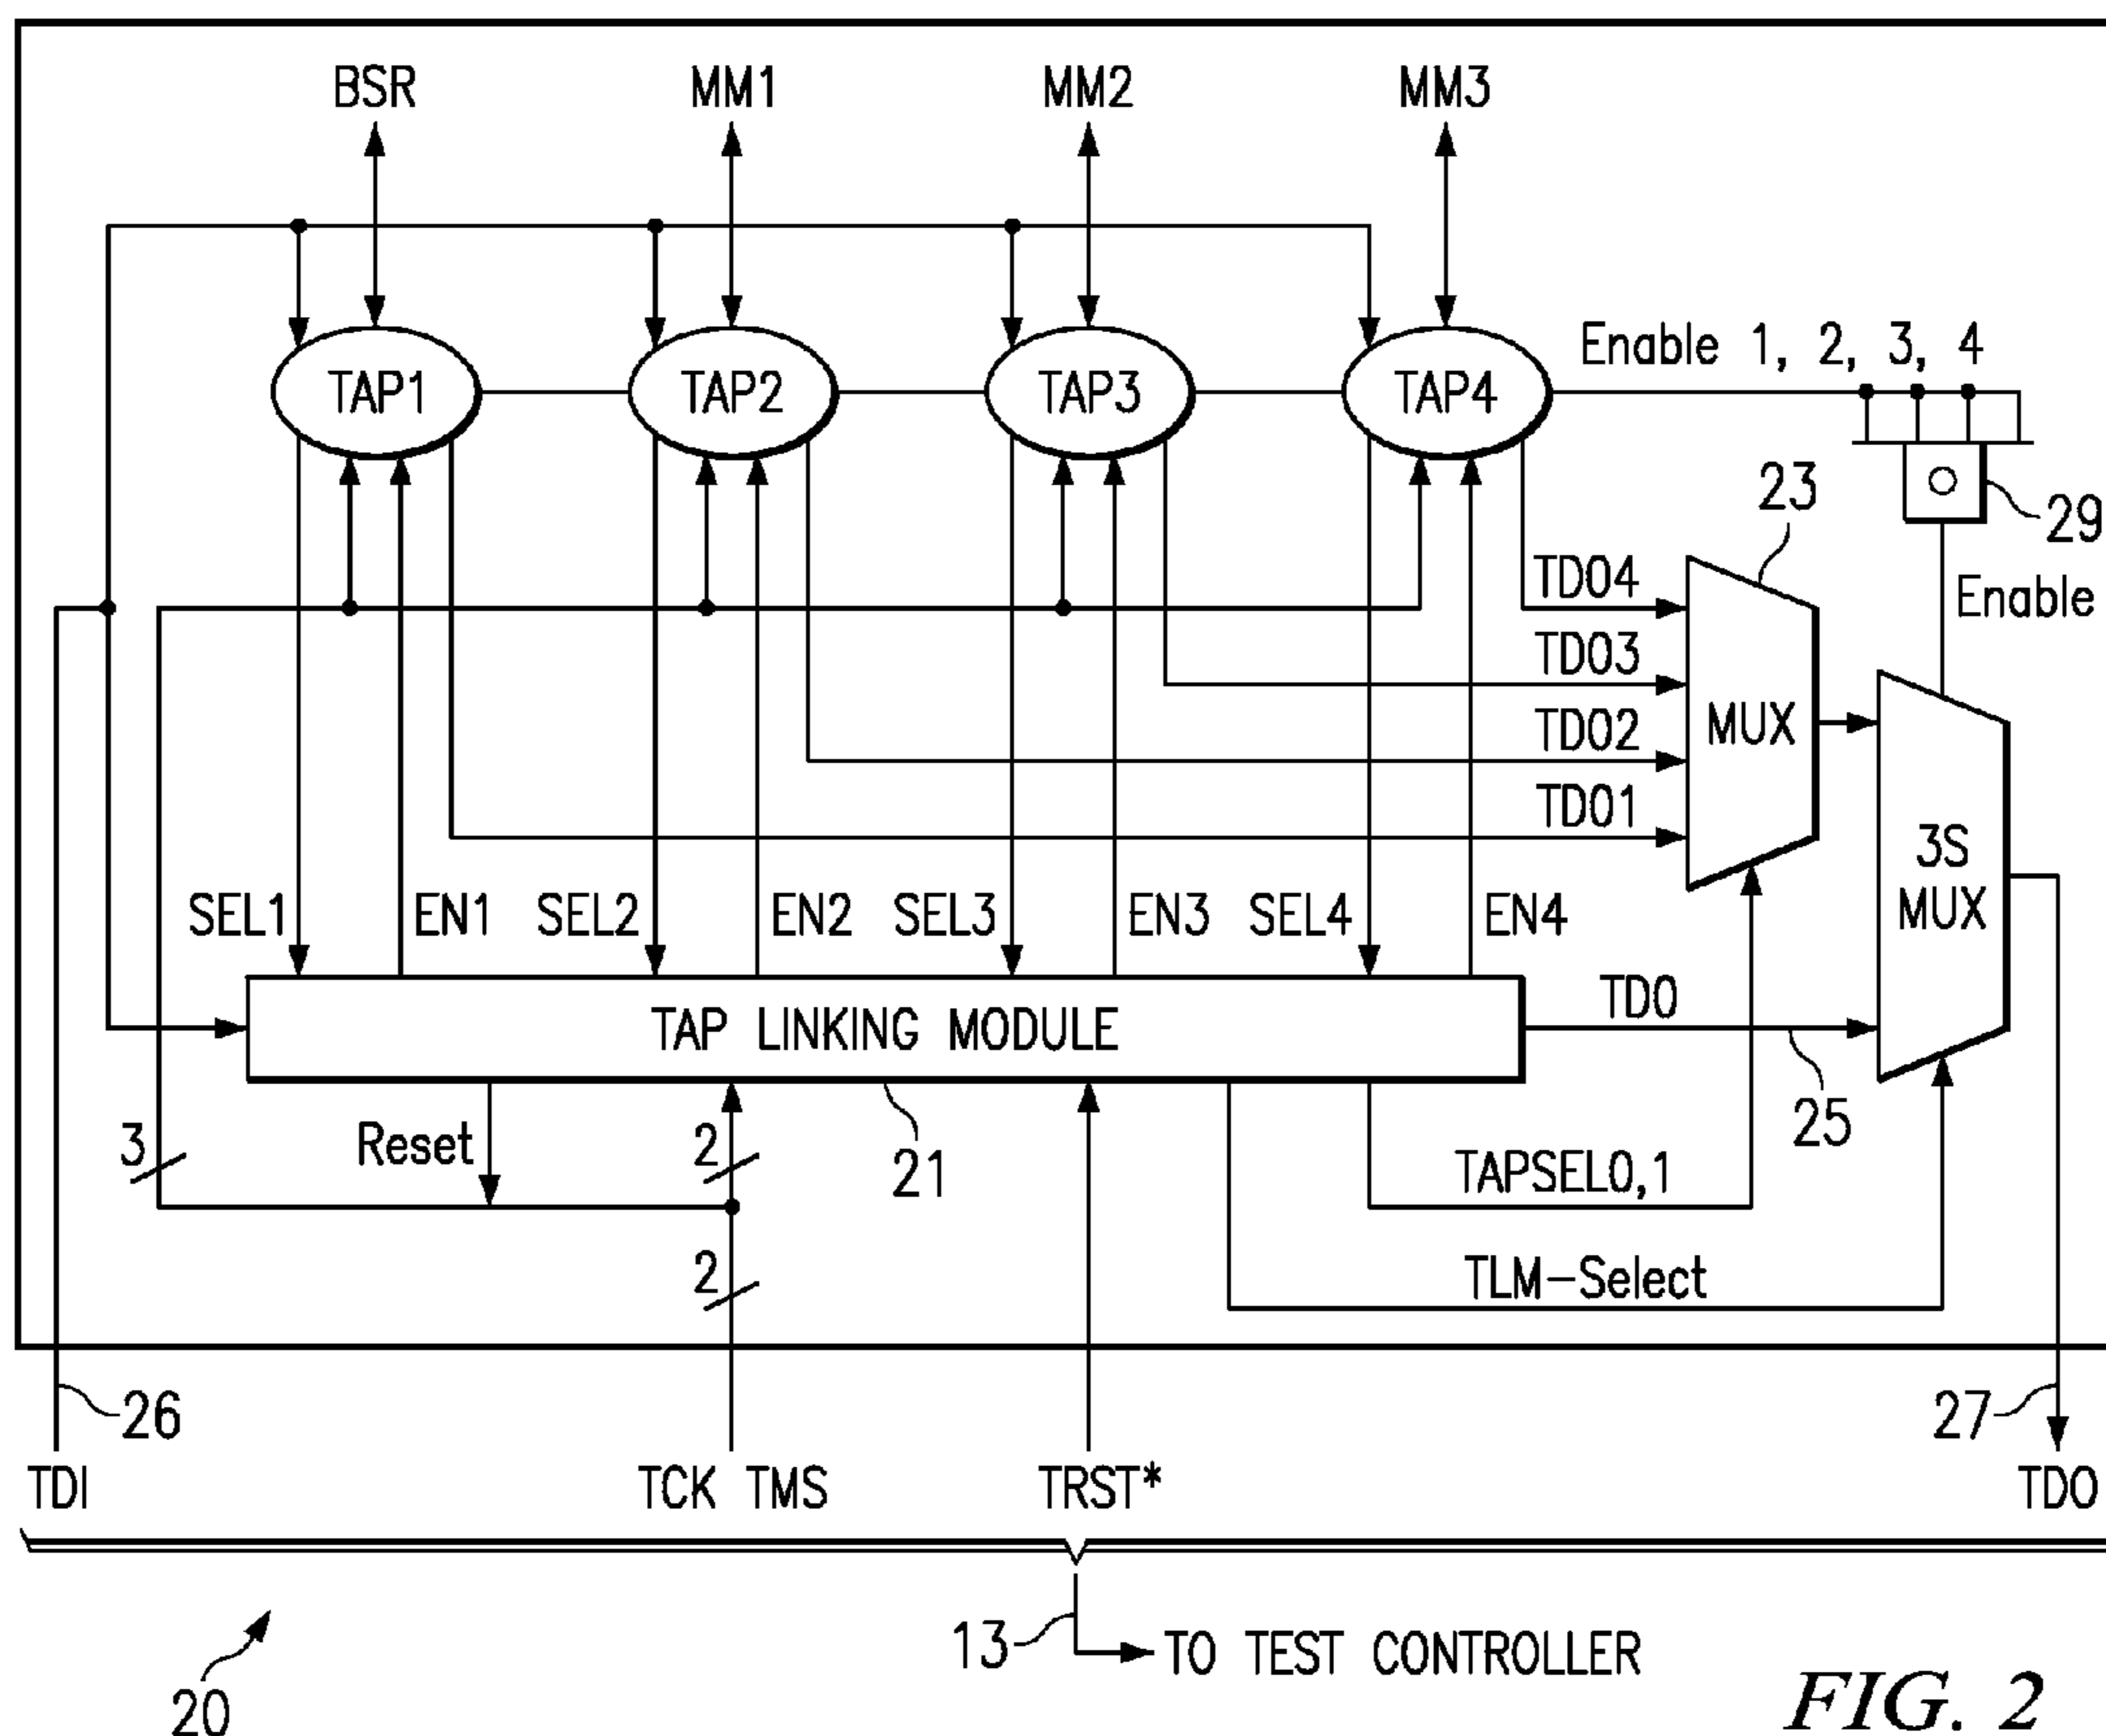 BSR MM1 MM2 MM3
TAP1 TAP2 TAP3 TAP4
Enable 1, 2, 3, 4
23
29
Enable
TDO4
TDO3
TDO2
TDO1
MUX
3S
MUX
SEL1 EN1 SEL2 EN2 SEL3 EN3 SEL4 EN4
TDO
TAP LINKING MODULE
25
3
Reset
2
21
TAPSEL0,1
2
TLM-Select
26
27
TDI TCK TMS TRST* TDO
13
TO TEST CONTROLLER
20
FIG. 2